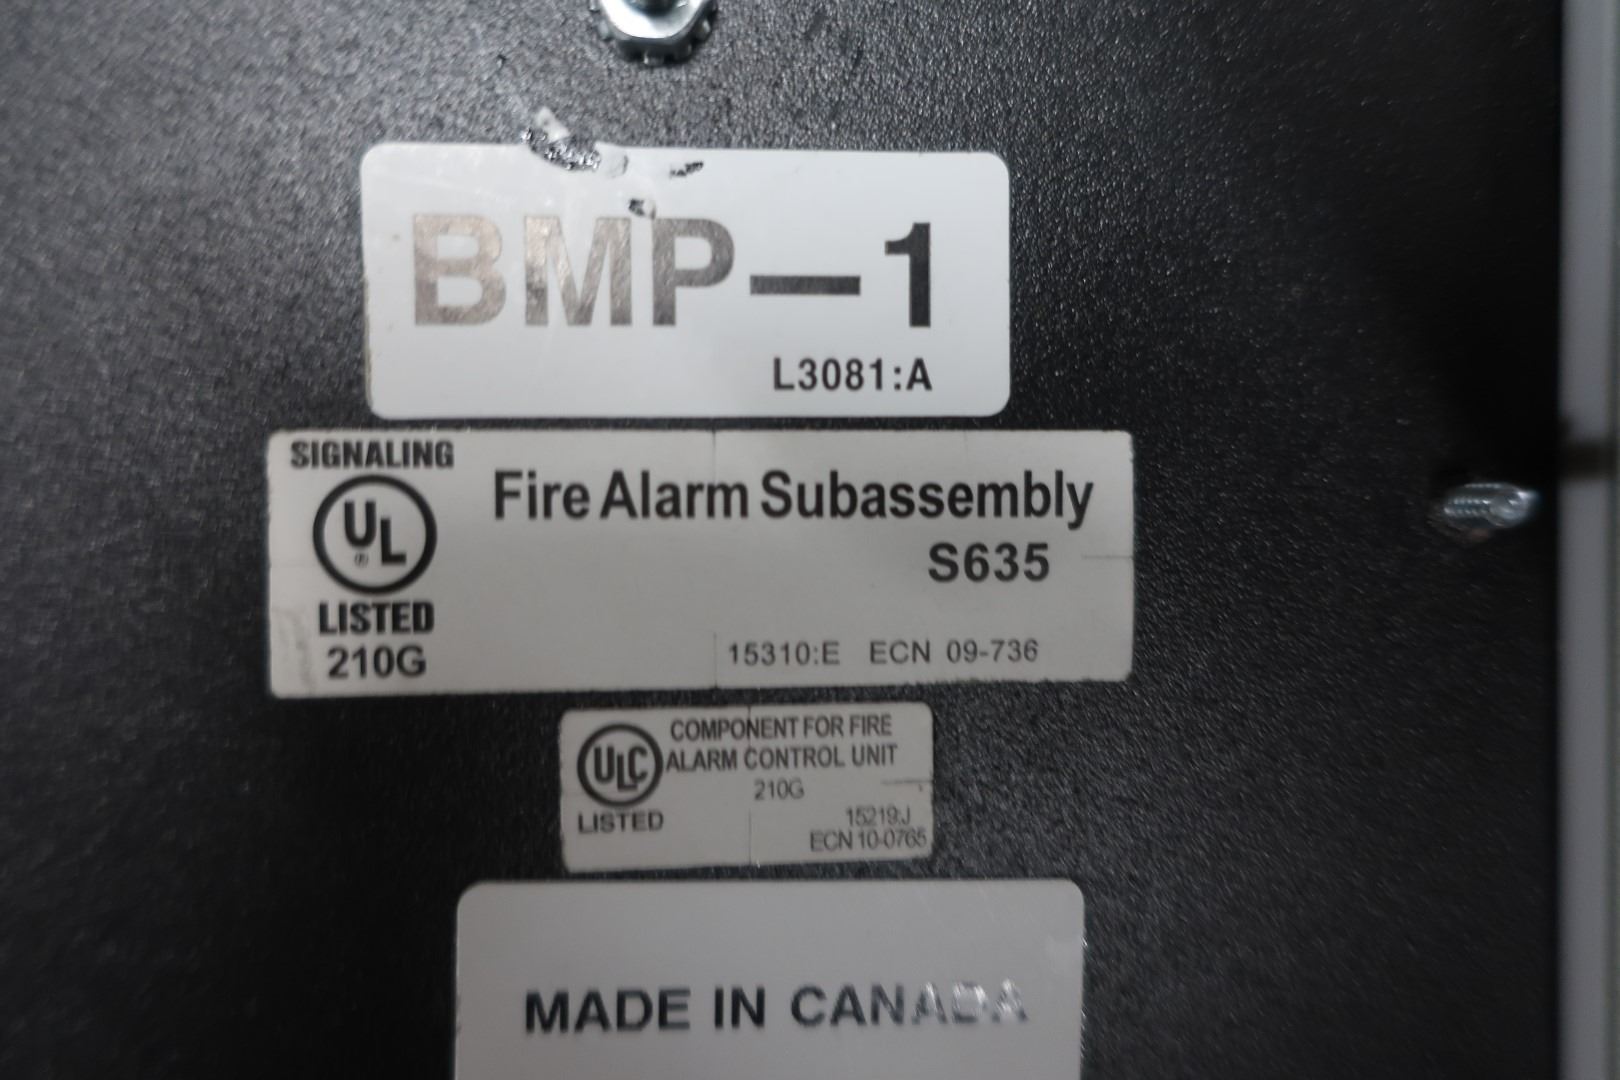 BMP-1
L3081:A
SIGNALING
UL
®
LISTED
210G
Fire Alarm Subassembly
S635
15310:E ECN 09-736
ULC
LISTED
COMPONENT FOR FIRE
ALARM CONTROL UNIT
210G
15219:J
ECN 10-0765
MADE IN CANADA